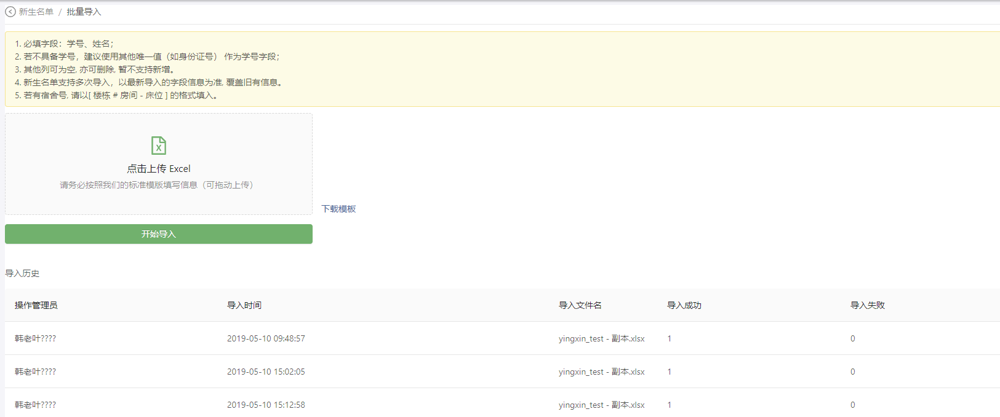 新生名单 / 批量导入
1. 必填字段：学号、姓名；
2. 若不具备学号，建议使用其他唯一值（如身份证号） 作为学号字段；
3. 其他列可为空, 亦可删除, 暂不支持新增。
4. 新生名单支持多次导入，以最新导入的字段信息为准, 覆盖旧有信息。
5. 若有宿舍号, 请以[ 楼栋 # 房间 - 床位 ] 的格式填入。
点击上传 Excel
请务必按照我们的标准模版填写信息（可拖动上传）
下载模板
开始导入
导入历史
操作管理员 导入时间 导入文件名 导入成功 导入失败
韩老叶???? 2019-05-10 09:48:57 yingxin_test - 副本.xlsx 1 0
韩老叶???? 2019-05-10 15:02:05 yingxin_test - 副本.xlsx 1 0
韩老叶???? 2019-05-10 15:12:58 yingxin_test - 副本.xlsx 1 0